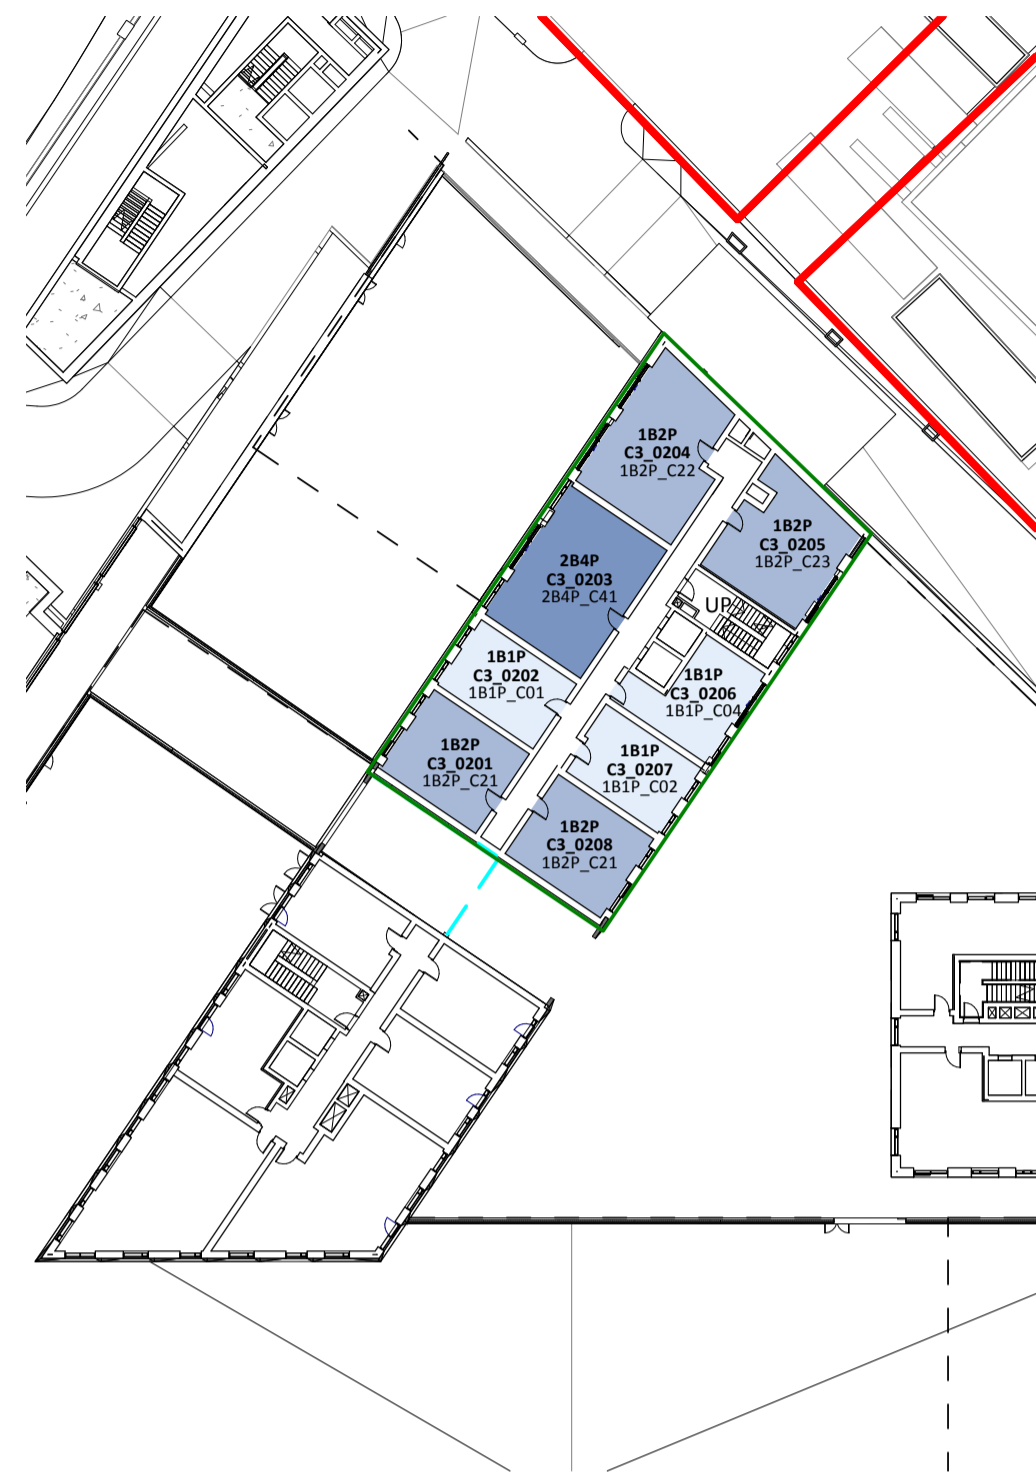 1B2P
C3_0204
1B2P_C22
1B2P
C3_0205
1B2P_C23
2B4P
C3_0203
2B4P_C41
UP
1B1P
C3_0202
1B1P_C01
1B1P
C3_0206
1B1P_C04
1B2P
C3_0201
1B2P_C21
1B1P
C3_0207
1B1P_C02
1B2P
C3_0208
1B2P_C21